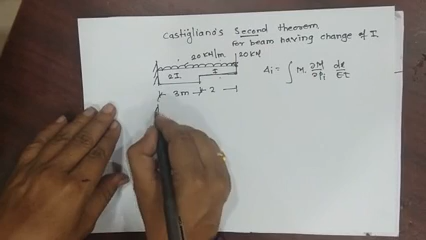 Castigliano's Second theorem
for beam having change of I.
20 kN/m 20 kN
2I I
3m 2
Δi = ∫ M. ∂M/∂Pi dx/EI